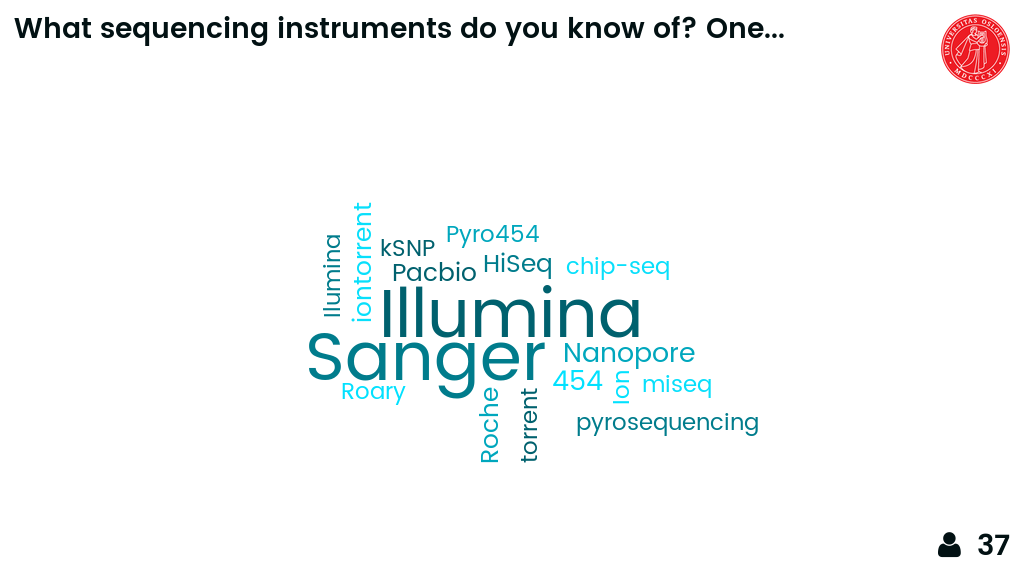 What sequencing instruments do you know of? One...
UNIVERSITAS OSLOENSIS
MDCCCXI
iontorrent
Ilumina
kSNP
Pyro454
Pacbio
HiSeq
chip-seq
Illumina
Sanger
Nanopore
454
Ion
miseq
Roary
Roche
torrent
pyrosequencing
37